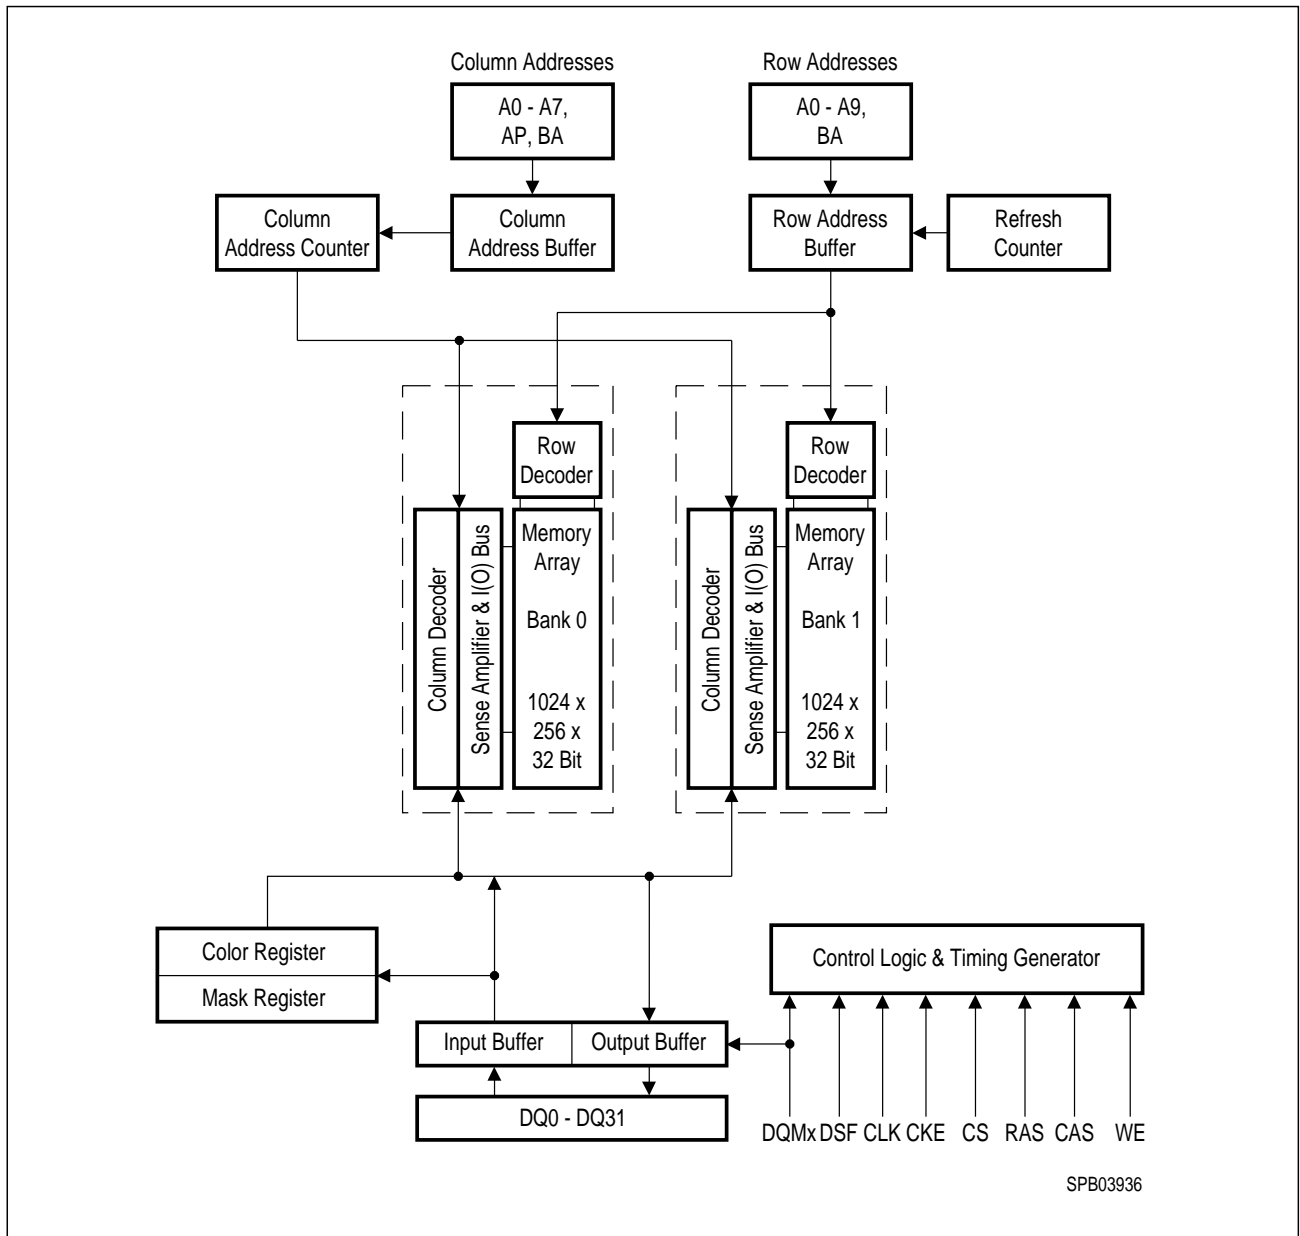 Column Addresses
Row Addresses
A0 - A7,
AP, BA
A0 - A9,
BA
Column
Address Counter
Column
Address Buffer
Row Address
Buffer
Refresh
Counter
Row
Decoder
Row
Decoder
Column Decoder
Sense Amplifier & I(O) Bus
Memory
Array
Bank 0
1024 x
256 x
32 Bit
Column Decoder
Sense Amplifier & I(O) Bus
Memory
Array
Bank 1
1024 x
256 x
32 Bit
Color Register
Mask Register
Control Logic & Timing Generator
Input Buffer
Output Buffer
DQ0 - DQ31
DQMx DSF CLK CKE CS RAS CAS WE
SPB03936